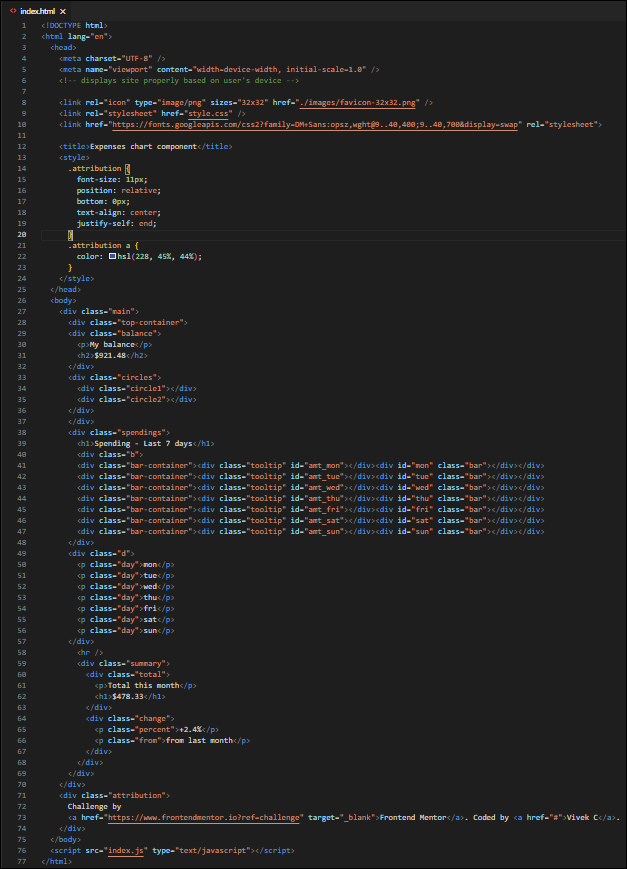 index.html
1 <!DOCTYPE html>
2 <html lang="en">
3 <head>
4 <meta charset="UTF-8" />
5 <meta name="viewport" content="width=device-width, initial-scale=1.0" />
6 <!-- displays site properly based on user's device -->
7
8 <link rel="icon" type="image/png" sizes="32x32" href="./images/favicon-32x32.png" />
9 <link rel="stylesheet" href="style.css" />
10 <link href="https://fonts.googleapis.com/css2?family=DM+Sans:opsz,wght@9..40,400;9..40,700&display=swap" rel="stylesheet">
11
12 <title>Expenses chart component</title>
13 <style>
14 .attribution {
15 font-size: 11px;
16 position: relative;
17 bottom: 0px;
18 text-align: center;
19 justify-self: end;
20 }
21 .attribution a {
22 color: hsl(228, 45%, 44%);
23 }
24 </style>
25 </head>
26 <body>
27 <div class="main">
28 <div class="top-container">
29 <div class="balance">
30 <p>My balance</p>
31 <h2>$921.48</h2>
32 </div>
33 <div class="circles">
34 <div class="circle1"></div>
35 <div class="circle2"></div>
36 </div>
37 </div>
38 <div class="spendings">
39 <h1>Spending - Last 7 days</h1>
40 <div class="b">
41 <div class="bar-container"><div class="tooltip" id="amt_mon"></div><div id="mon" class="bar"></div></div>
42 <div class="bar-container"><div class="tooltip" id="amt_tue"></div><div id="tue" class="bar"></div></div>
43 <div class="bar-container"><div class="tooltip" id="amt_wed"></div><div id="wed" class="bar"></div></div>
44 <div class="bar-container"><div class="tooltip" id="amt_thu"></div><div id="thu" class="bar"></div></div>
45 <div class="bar-container"><div class="tooltip" id="amt_fri"></div><div id="fri" class="bar"></div></div>
46 <div class="bar-container"><div class="tooltip" id="amt_sat"></div><div id="sat" class="bar"></div></div>
47 <div class="bar-container"><div class="tooltip" id="amt_sun"></div><div id="sun" class="bar"></div></div>
48 </div>
49 <div class="d">
50 <p class="day">mon</p>
51 <p class="day">tue</p>
52 <p class="day">wed</p>
53 <p class="day">thu</p>
54 <p class="day">fri</p>
55 <p class="day">sat</p>
56 <p class="day">sun</p>
57 </div>
58 <hr />
59 <div class="summary">
60 <div class="total">
61 <p>Total this month</p>
62 <h1>$478.33</h1>
63 </div>
64 <div class="change">
65 <p class="percent">+2.4%</p>
66 <p class="from">from last month</p>
67 </div>
68 </div>
69 </div>
70 </div>
71 <div class="attribution">
72 Challenge by
73 <a href="https://www.frontendmentor.io?ref=challenge" target="_blank">Frontend Mentor</a>. Coded by <a href="#">Vivek C</a>.
74 </div>
75 </body>
76 <script src="index.js" type="text/javascript"></script>
77 </html>